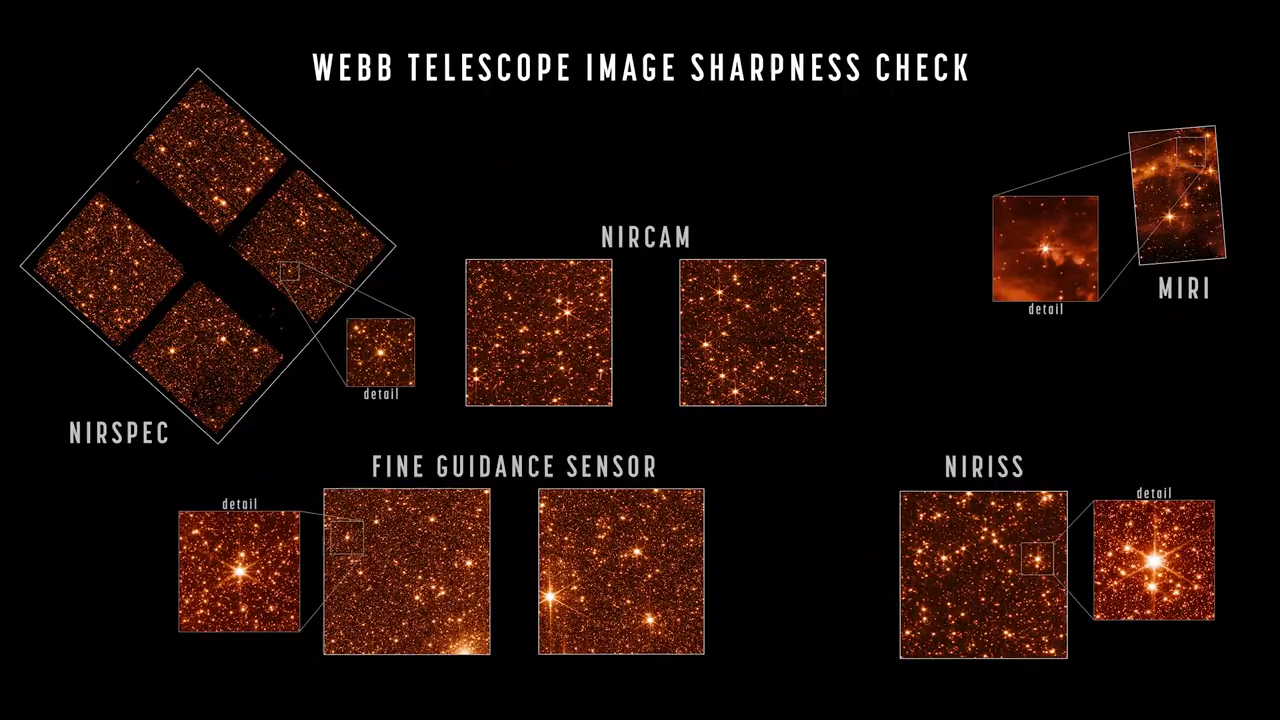 WEBB TELESCOPE IMAGE SHARPNESS CHECK
NIRCAM
MIRI
detail
detail
NIRSPEC
FINE GUIDANCE SENSOR
NIRISS
detail
detail